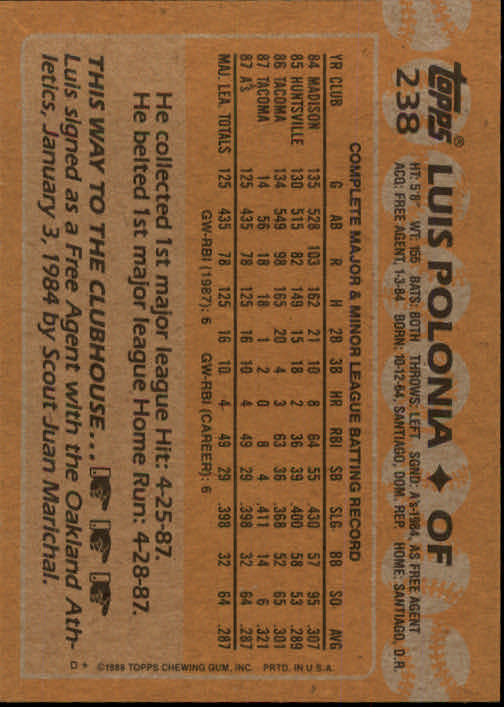 topps® LUIS POLONIA ♦ OF
238
HT: 5'8" WT: 155 BATS: BOTH THROWS: LEFT SGND: A's-1984, AS FREE AGENT
ACQ: FREE AGENT, 1-3-84 BORN: 10-12-64, SANTIAGO, DOM. REP. HOME: SANTIAGO, D.R.
COMPLETE MAJOR & MINOR LEAGUE BATTING RECORD
YR CLUB G AB R H 2B 3B HR RBI SB SLG BB SO AVG
84 MADISON 135 528 103 162 21 10 8 64 55 .430 57 95 .307
85 HUNTSVILLE 130 515 82 149 15 18 2 36 39 .400 58 53 .289
86 TACOMA 134 549 98 165 20 4 3 63 36 .368 52 65 .301
87 TACOMA 14 56 18 18 1 2 0 8 4 .411 14 6 .321
87 A's 125 435 78 125 16 10 4 49 29 .398 32 64 .287
MAJ. LEA. TOTALS 125 435 78 125 16 10 4 49 29 .398 32 64 .287
GW-RBI (1987): 6 GW-RBI (CAREER): 6
He collected 1st major league Hit: 4-25-87.
He belted 1st major league Home Run: 4-28-87.
THIS WAY TO THE CLUBHOUSE...
Luis signed as a Free Agent with the Oakland Ath-
letics, January 3, 1984 by Scout Juan Marichal.
D* ©1988 TOPPS CHEWING GUM, INC. PRTD. IN U.S.A.